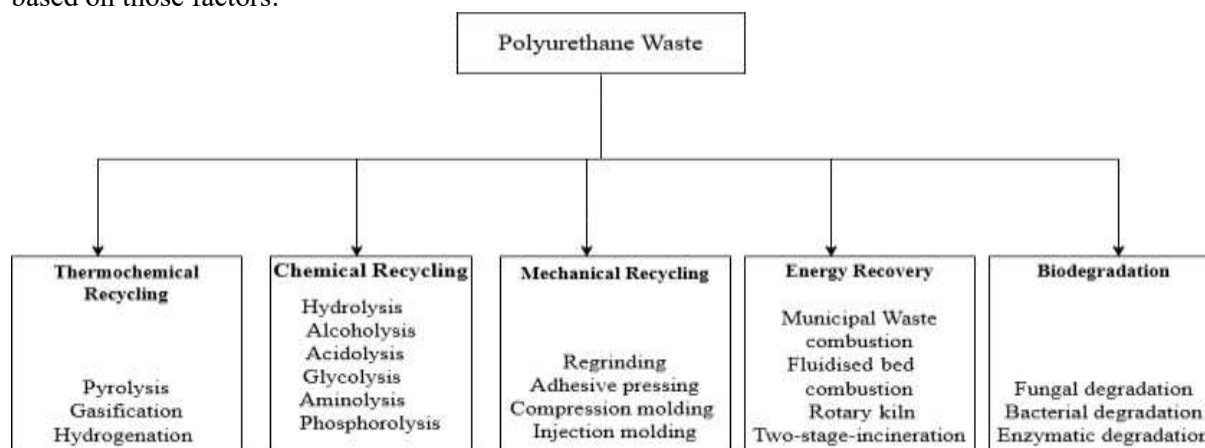 based on those factors.
Polyurethane Waste
Thermochemical
Recycling
Pyrolysis
Gasification
Hydrogenation
Chemical Recycling
Hydrolysis
Alcoholysis
Acidolysis
Glycolysis
Aminolysis
Phosphorolysis
Mechanical Recycling
Regrinding
Adhesive pressing
Compression molding
Injection molding
Energy Recovery
Municipal Waste
combustion
Fluidised bed
combustion
Rotary kiln
Two-stage-incineration
Biodegradation
Fungal degradation
Bacterial degradation
Enzymatic degradation